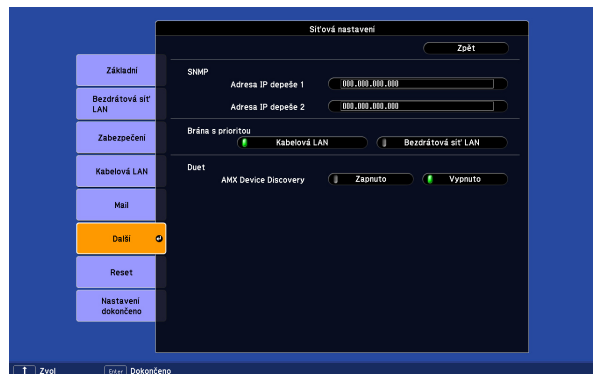 Síťová nastavení
Zpět
Základní
SNMP
Adresa IP depeše 1 000.000.000.000
Bezdrátová síť
LAN
Adresa IP depeše 2 000.000.000.000
Zabezpečení
Brána s prioritou
Kabelová LAN Bezdrátová síť LAN
Kabelová LAN
Duet
AMX Device Discovery Zapnuto Vypnuto
Mail
Další
Reset
Nastavení
dokončeno
↑ Zvol Enter Dokončeno